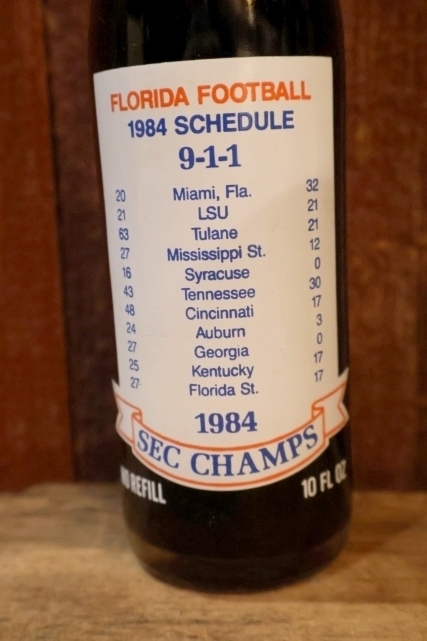 FLORIDA FOOTBALL
1984 SCHEDULE
9-1-1
20 Miami, Fla. 32
21 LSU 21
63 Tulane 21
27 Mississippi St. 12
16 Syracuse 0
43 Tennessee 30
48 Cincinnati 17
24 Auburn 3
27 Georgia 0
25 Kentucky 17
27 Florida St. 17
1984
SEC CHAMPS
NO REFILL 10 FL OZ